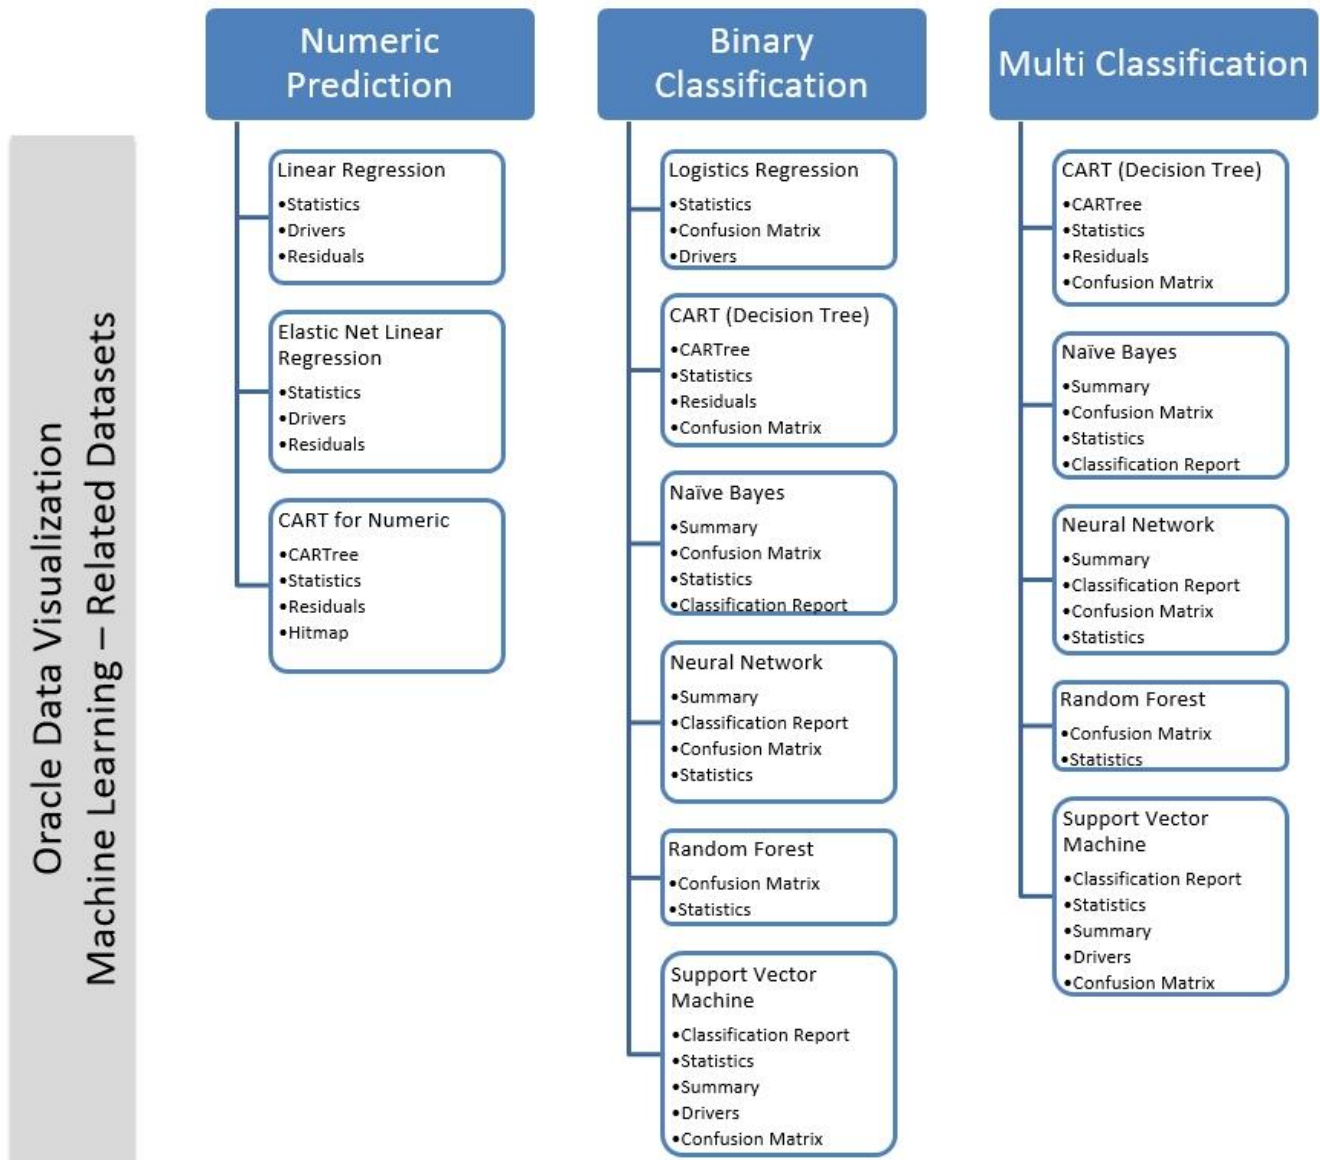 Oracle Data Visualization
Machine Learning – Related Datasets
Numeric
Prediction
Linear Regression
•Statistics
•Drivers
•Residuals
Elastic Net Linear
Regression
•Statistics
•Drivers
•Residuals
CART for Numeric
•CARTree
•Statistics
•Residuals
•Hitmap
Binary
Classification
Logistics Regression
•Statistics
•Confusion Matrix
•Drivers
CART (Decision Tree)
•CARTree
•Statistics
•Residuals
•Confusion Matrix
Naïve Bayes
•Summary
•Confusion Matrix
•Statistics
•Classification Report
Neural Network
•Summary
•Classification Report
•Confusion Matrix
•Statistics
Random Forest
•Confusion Matrix
•Statistics
Support Vector
Machine
•Classification Report
•Statistics
•Summary
•Drivers
•Confusion Matrix
Multi Classification
CART (Decision Tree)
•CARTree
•Statistics
•Residuals
•Confusion Matrix
Naïve Bayes
•Summary
•Confusion Matrix
•Statistics
•Classification Report
Neural Network
•Summary
•Classification Report
•Confusion Matrix
•Statistics
Random Forest
•Confusion Matrix
•Statistics
Support Vector
Machine
•Classification Report
•Statistics
•Summary
•Drivers
•Confusion Matrix